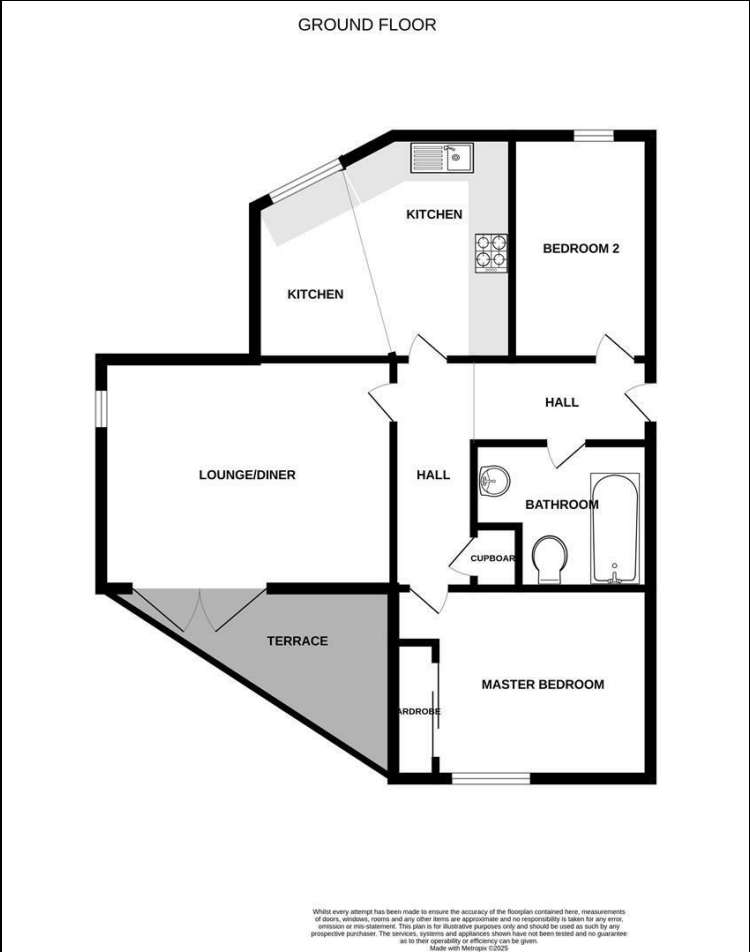 GROUND FLOOR
KITCHEN
BEDROOM 2
KITCHEN
HALL
LOUNGE/DINER
HALL
BATHROOM
CUPBOAR
TERRACE
MASTER BEDROOM
ARDROBE
Whilst every attempt has been made to ensure the accuracy of the floorplan contained here, measurements
of doors, windows, rooms and any other items are approximate and no responsibility is taken for any error,
omission or mis-statement. This plan is for illustrative purposes only and should be used as such by any
prospective purchaser. The services, systems and appliances shown have not been tested and no guarantee
as to their operability or efficiency can be given.
Made with Metropix ©2025